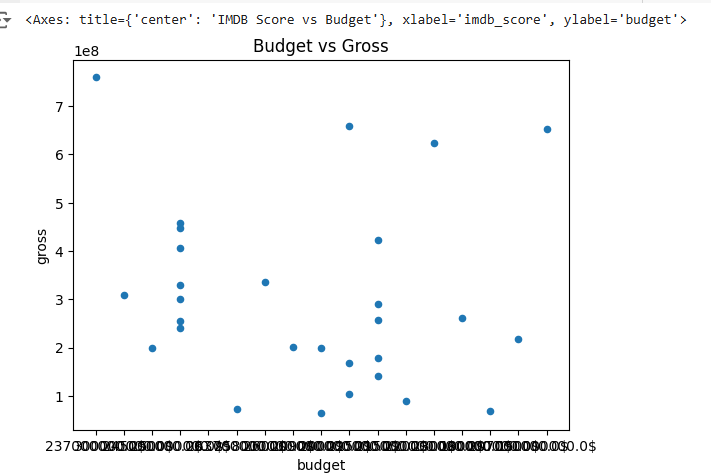 <Axes: title={'center': 'IMDB Score vs Budget'}, xlabel='imdb_score', ylabel='budget'>
Budget vs Gross
1e8
7
6
5
4
3
2
1
gross
budget